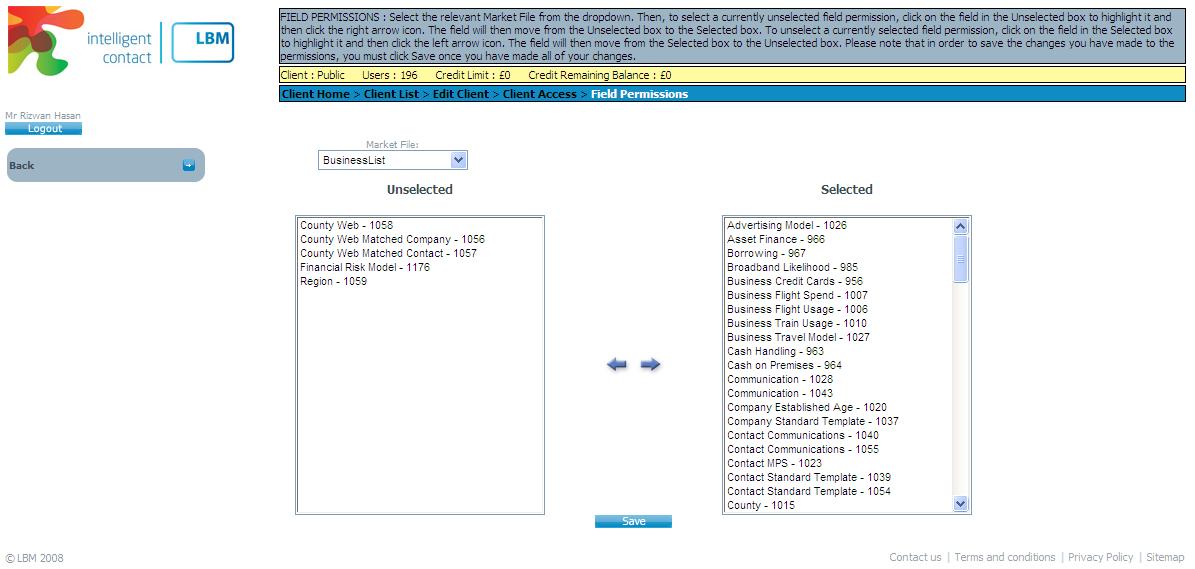 intelligent
contact
LBM
FIELD PERMISSIONS : Select the relevant Market File from the dropdown. Then, to select a currently unselected field permission, click on the field in the Unselected box to highlight it and
then click the right arrow icon. The field will then move from the Unselected box to the Selected box. To unselect a currently selected field permission, click on the field in the Selected box
to highlight it and then click the left arrow icon. The field will then move from the Selected box to the Unselected box. Please note that in order to save the changes you have made to the
permissions, you must click Save once you have made all of your changes.
Client : Public Users : 196 Credit Limit : £0 Credit Remaining Balance : £0
Client Home > Client List > Edit Client > Client Access > Field Permissions
Mr Rizwan Hasan
Logout
Back
Market File:
BusinessList
Unselected
County Web - 1058
County Web Matched Company - 1056
County Web Matched Contact - 1057
Financial Risk Model - 1176
Region - 1059
Selected
Advertising Model - 1026
Asset Finance - 966
Borrowing - 967
Broadband Likelihood - 985
Business Credit Cards - 956
Business Flight Spend - 1007
Business Flight Usage - 1006
Business Train Usage - 1010
Business Travel Model - 1027
Cash Handling - 963
Cash on Premises - 964
Communication - 1028
Communication - 1043
Company Established Age - 1020
Company Standard Template - 1037
Contact Communications - 1040
Contact Communications - 1055
Contact MPS - 1023
Contact Standard Template - 1039
Contact Standard Template - 1054
County - 1015
Save
© LBM 2008
Contact us | Terms and conditions | Privacy Policy | Sitemap